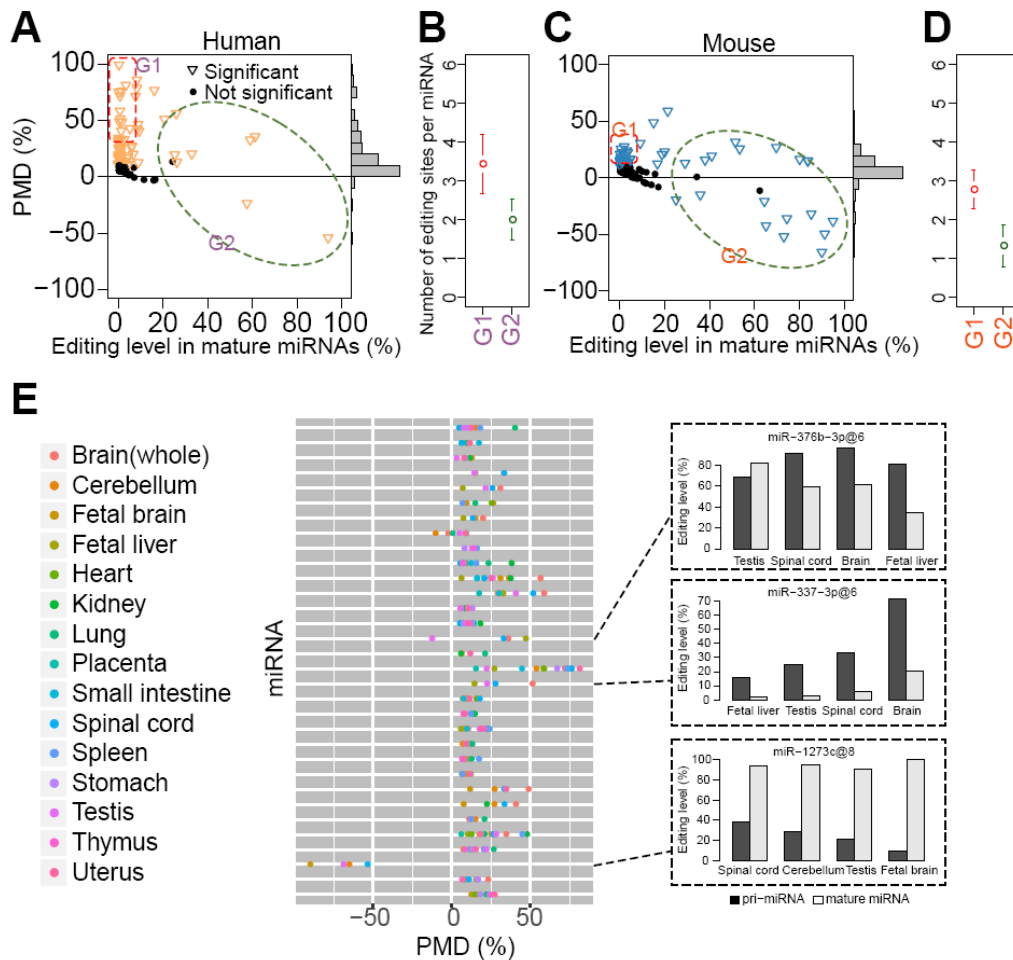 A
Human
PMD (%)
100
50
0
−50
−100
G1
Significant
Not significant
G2
0 20 40 60 80 100
Editing level in mature miRNAs (%)
B
Number of editing sites per miRNA
6
5
4
3
2
1
0
G1 G2
C
Mouse
100
50
0
−50
−100
G1
G2
0 20 40 60 80 100
Editing level in mature miRNAs (%)
D
6
5
4
3
2
1
0
G1 G2
E
Brain(whole)
Cerebellum
Fetal brain
Fetal liver
Heart
Kidney
Lung
Placenta
Small intestine
Spinal cord
Spleen
Stomach
Testis
Thymus
Uterus
miRNA
−50 0 50
PMD (%)
miR−376b−3p@6
Editing level (%)
80
60
40
20
0
Testis Spinal cord Brain Fetal liver
miR−337−3p@6
Editing level (%)
70
60
50
40
30
20
10
0
Fetal liver Testis Spinal cord Brain
miR−1273c@8
Editing level (%)
100
80
60
40
20
0
Spinal cord Cerebellum Testis Fetal brain
pri−miRNA mature miRNA